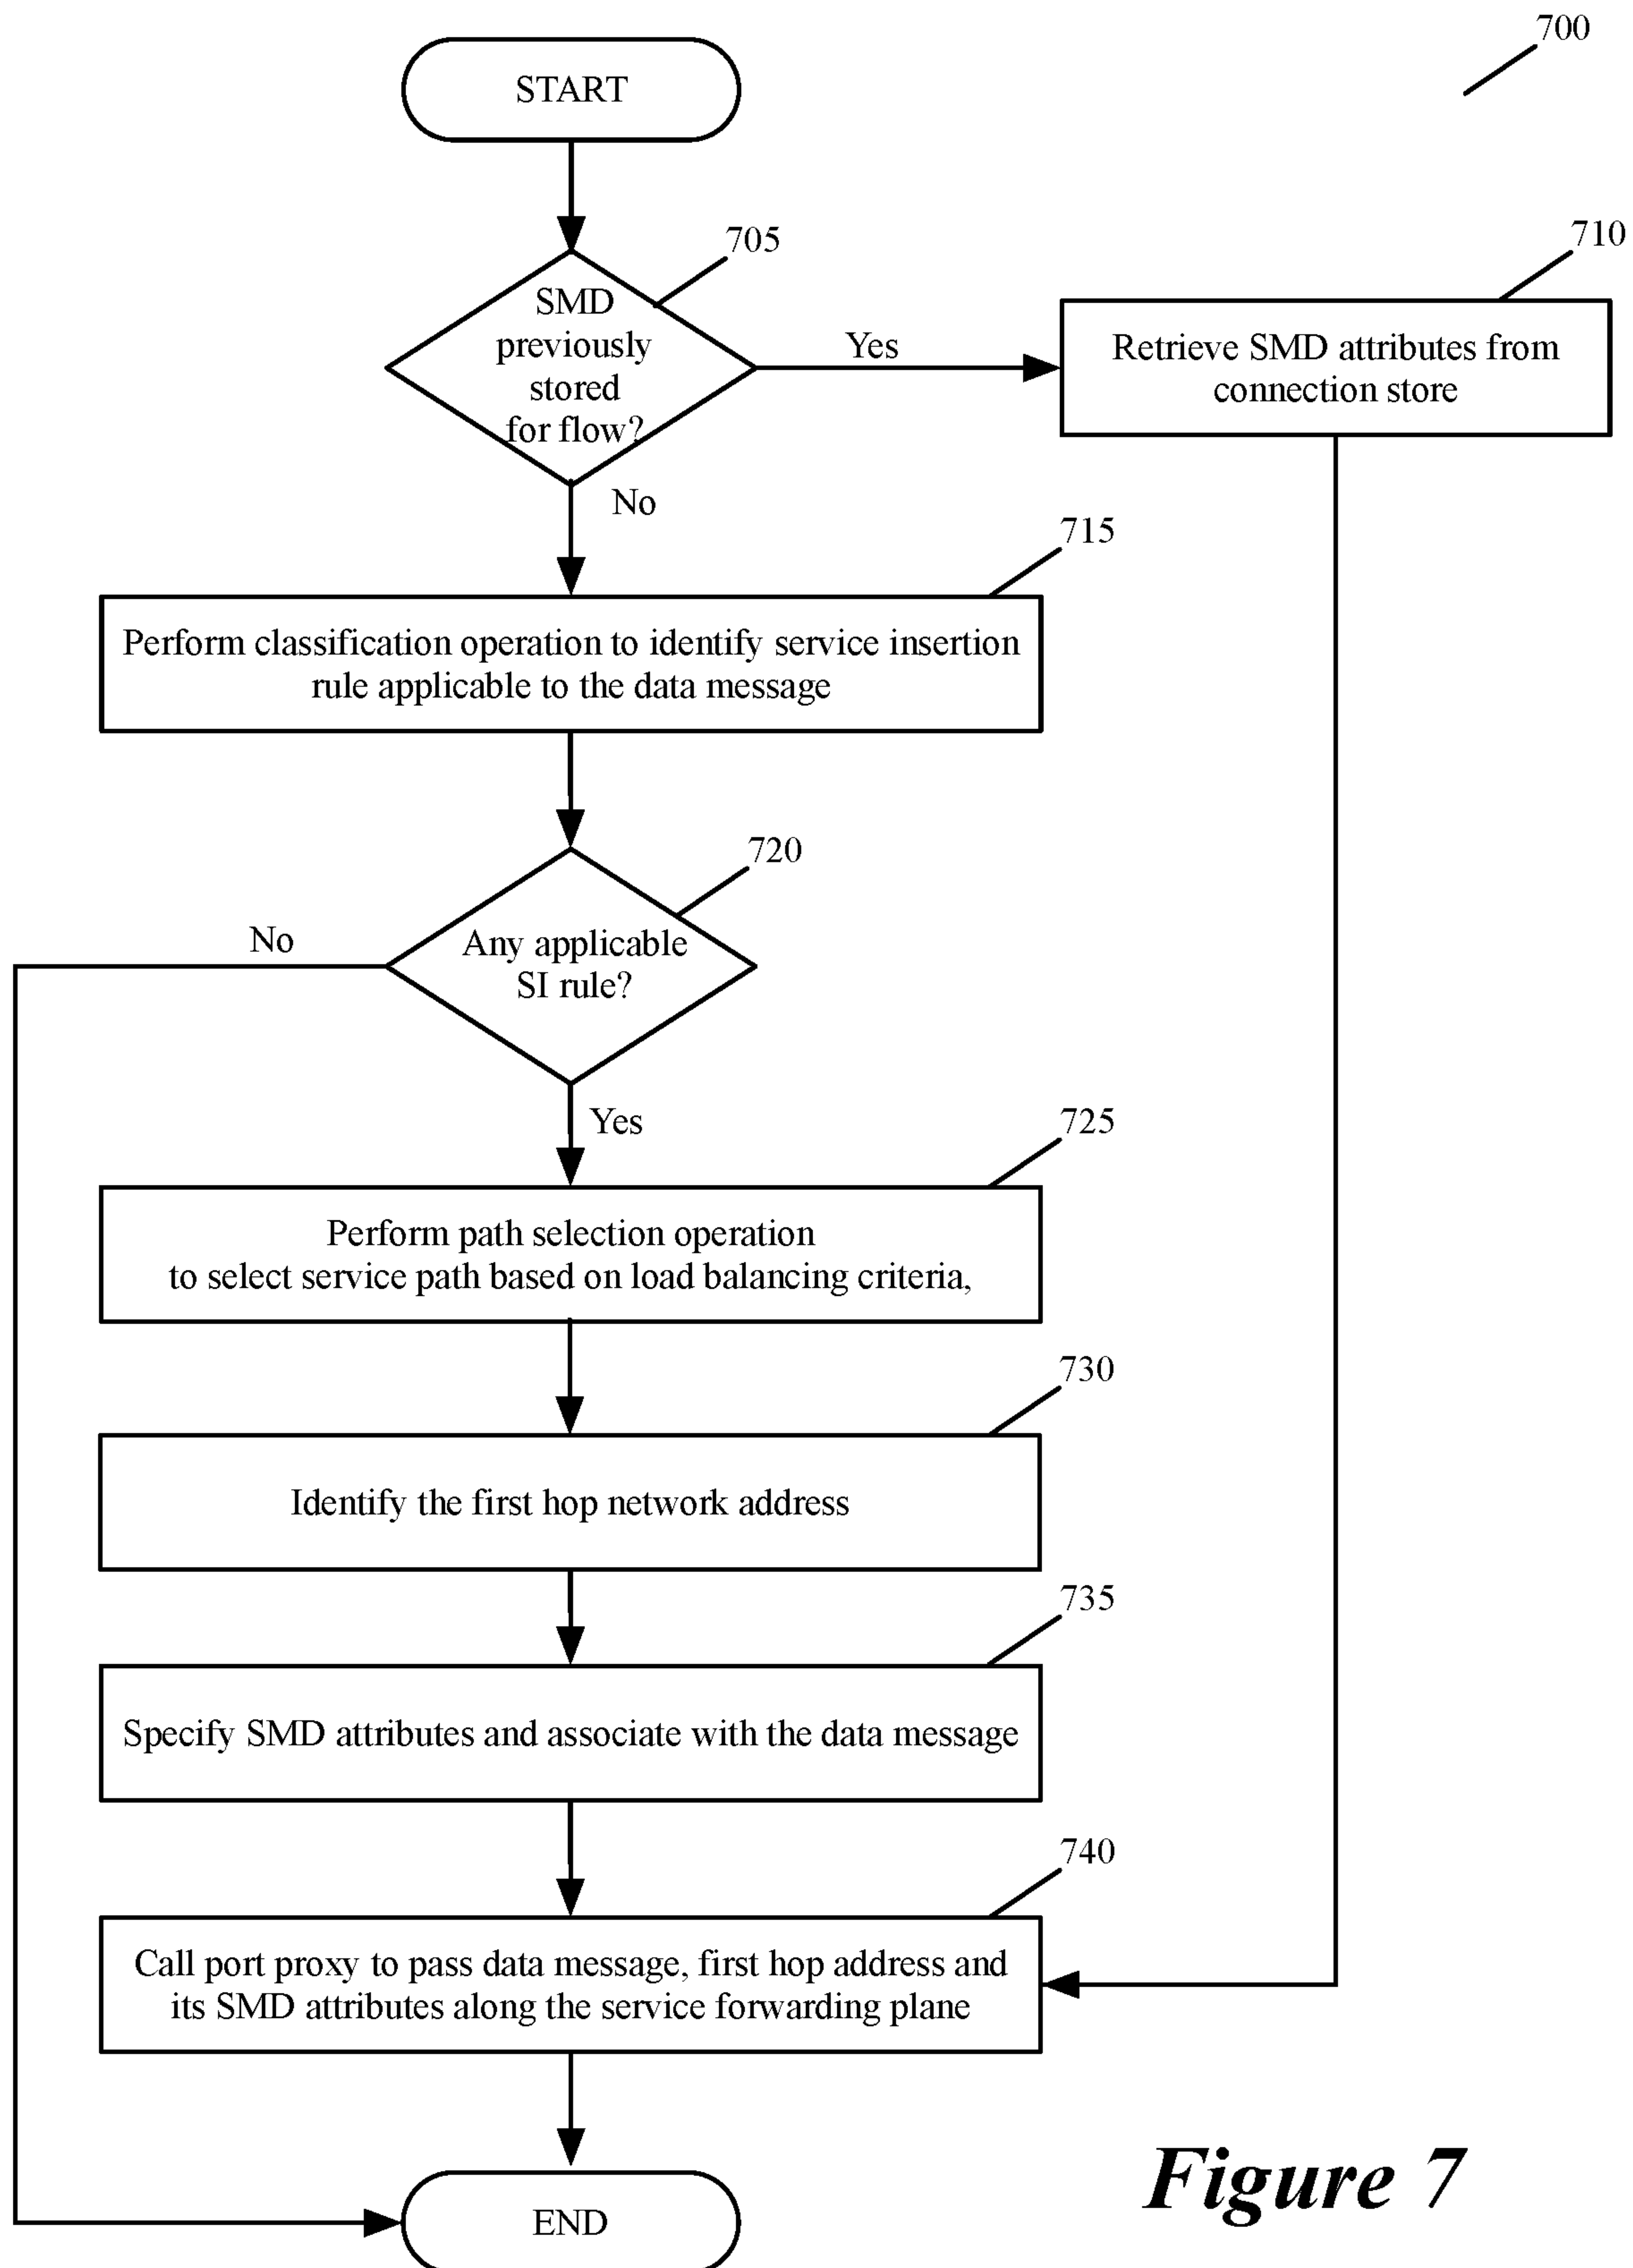 700
START
705
710
SMD
previously
stored
for flow?
Yes
Retrieve SMD attributes from
connection store
No
715
Perform classification operation to identify service insertion
rule applicable to the data message
720
No
Any applicable
SI rule?
Yes
725
Perform path selection operation
to select service path based on load balancing criteria,
730
Identify the first hop network address
735
Specify SMD attributes and associate with the data message
740
Call port proxy to pass data message, first hop address and
its SMD attributes along the service forwarding plane
END
Figure 7